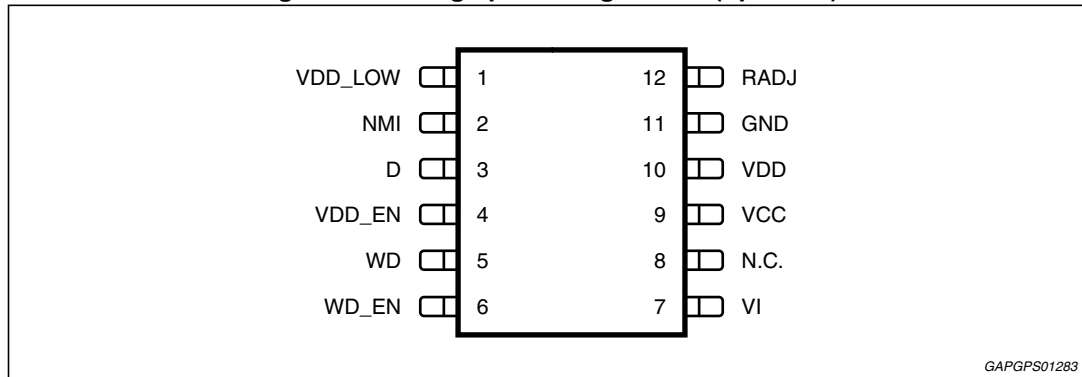 VDD_LOW 1 12 RADJ
NMI 2 11 GND
D 3 10 VDD
VDD_EN 4 9 VCC
WD 5 8 N.C.
WD_EN 6 7 VI
GAPGPS01283